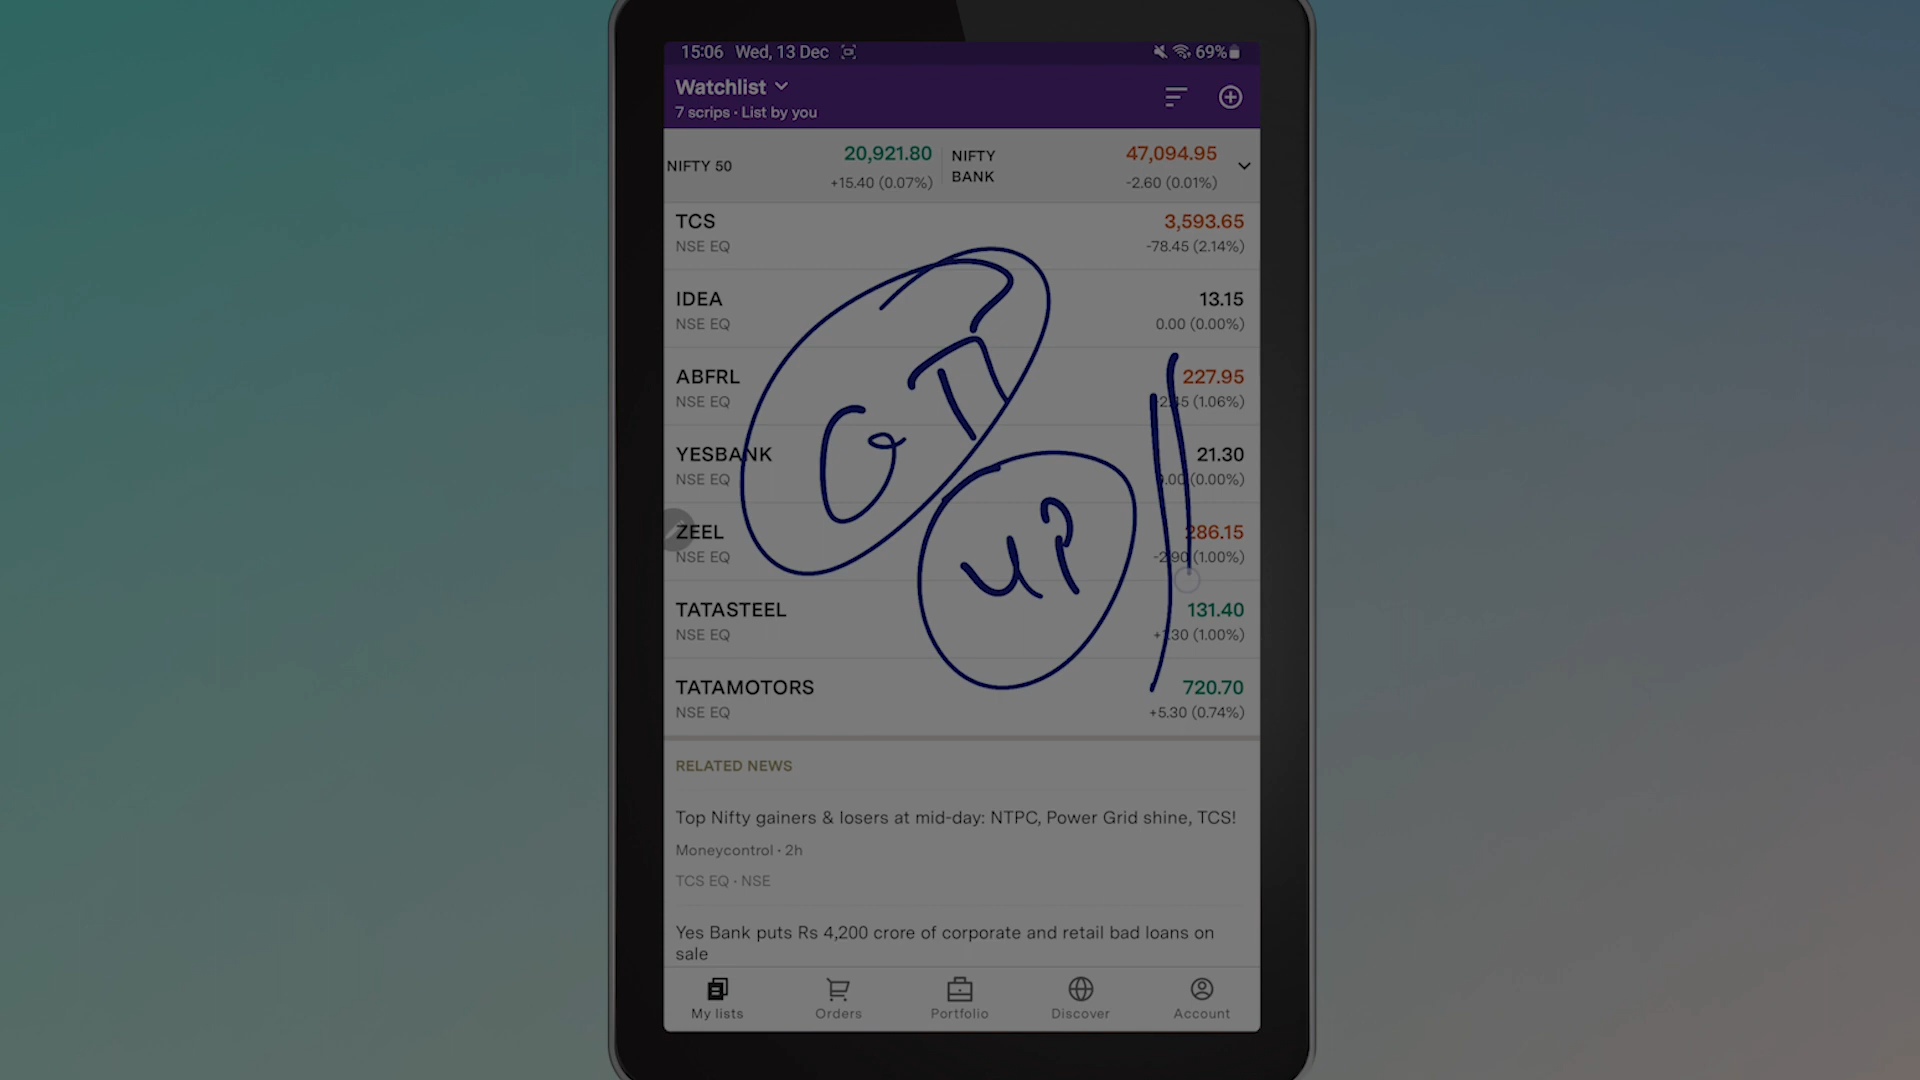 15:06 Wed, 13 Dec 69%
Watchlist
7 scrips · List by you
NIFTY 50 20,921.80 +15.40 (0.07%)
NIFTY BANK 47,094.95 -2.60 (0.01%)
TCS 3,593.65
NSE EQ -78.45 (2.14%)
IDEA 13.15
NSE EQ 0.00 (0.00%)
ABFRL 227.95
NSE EQ (1.06%)
YESBANK 21.30
NSE EQ (0.00%)
ZEEL 286.15
NSE EQ -2.90 (1.00%)
TATASTEEL 131.40
NSE EQ (1.00%)
TATAMOTORS 720.70
NSE EQ +5.30 (0.74%)
UP
RELATED NEWS
Top Nifty gainers & losers at mid-day: NTPC, Power Grid shine, TCS!
Moneycontrol · 2h
TCS EQ · NSE
Yes Bank puts Rs 4,200 crore of corporate and retail bad loans on
sale
My lists Orders Portfolio Discover Account